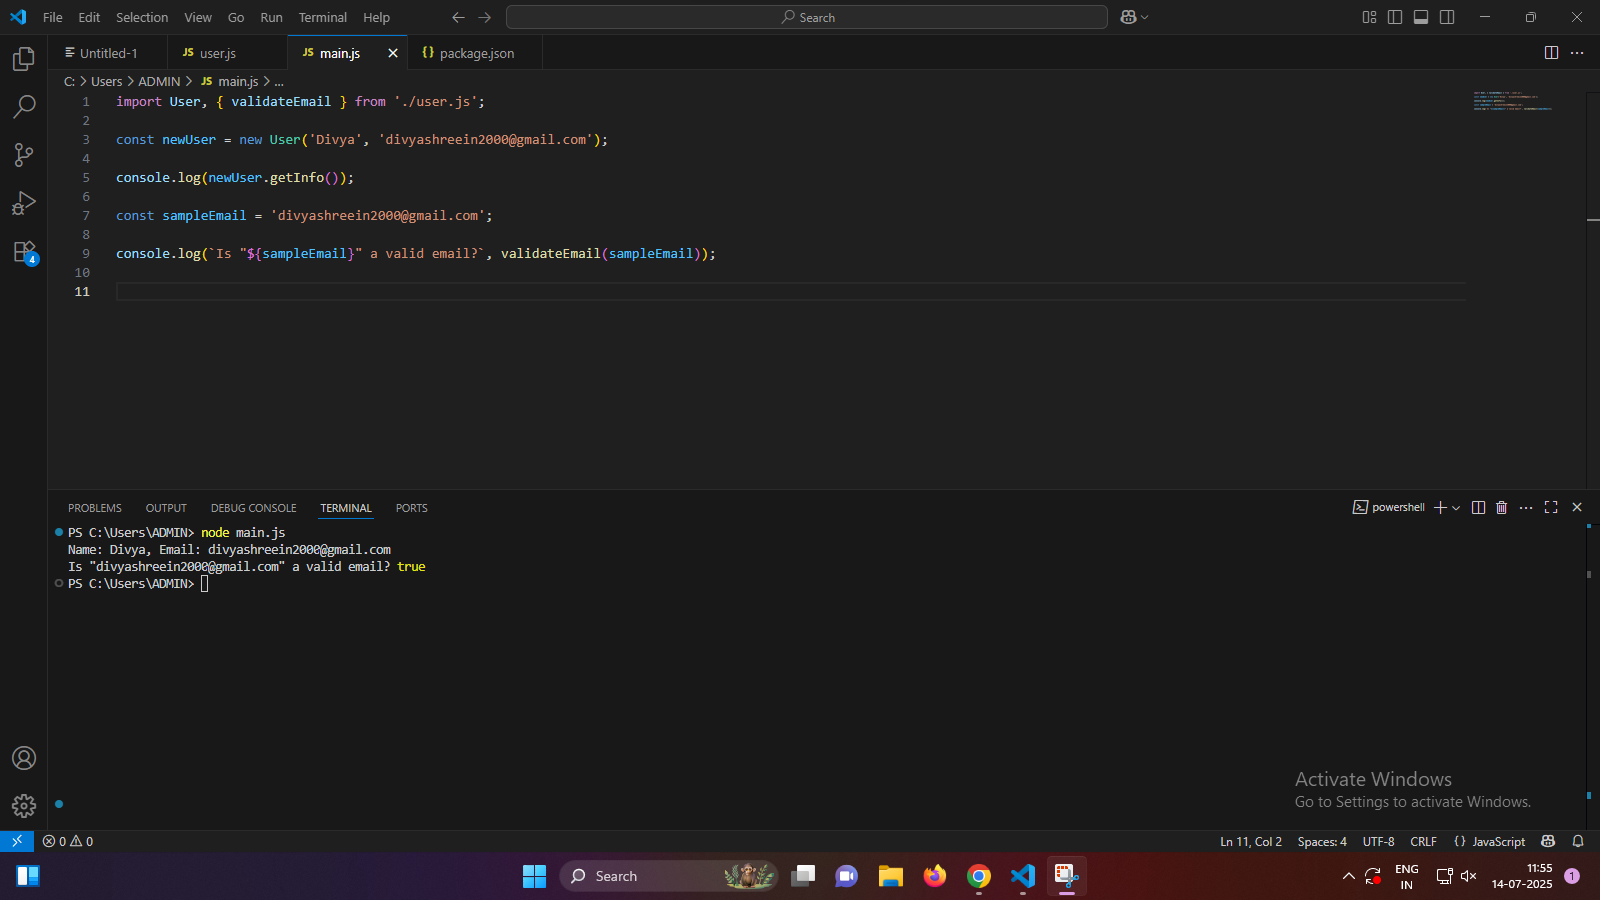 File Edit Selection View Go Run Terminal Help Search
Untitled-1 JS user.js JS main.js {} package.json
C: > Users > ADMIN > JS main.js > ...
1 import User, { validateEmail } from './user.js';
2
3 const newUser = new User('Divya', 'divyashreein2000@gmail.com');
4
5 console.log(newUser.getInfo());
6
7 const sampleEmail = 'divyashreein2000@gmail.com';
8
9 console.log(`Is "${sampleEmail}" a valid email?`, validateEmail(sampleEmail));
10
11
4
PROBLEMS OUTPUT DEBUG CONSOLE TERMINAL PORTS powershell
PS C:\Users\ADMIN> node main.js
Name: Divya, Email: divyashreein2000@gmail.com
Is "divyashreein2000@gmail.com" a valid email? true
PS C:\Users\ADMIN>
Activate Windows
Go to Settings to activate Windows.
0 0 Ln 11, Col 2 Spaces: 4 UTF-8 CRLF {} JavaScript
Search
ENG
IN
11:55
14-07-2025
1